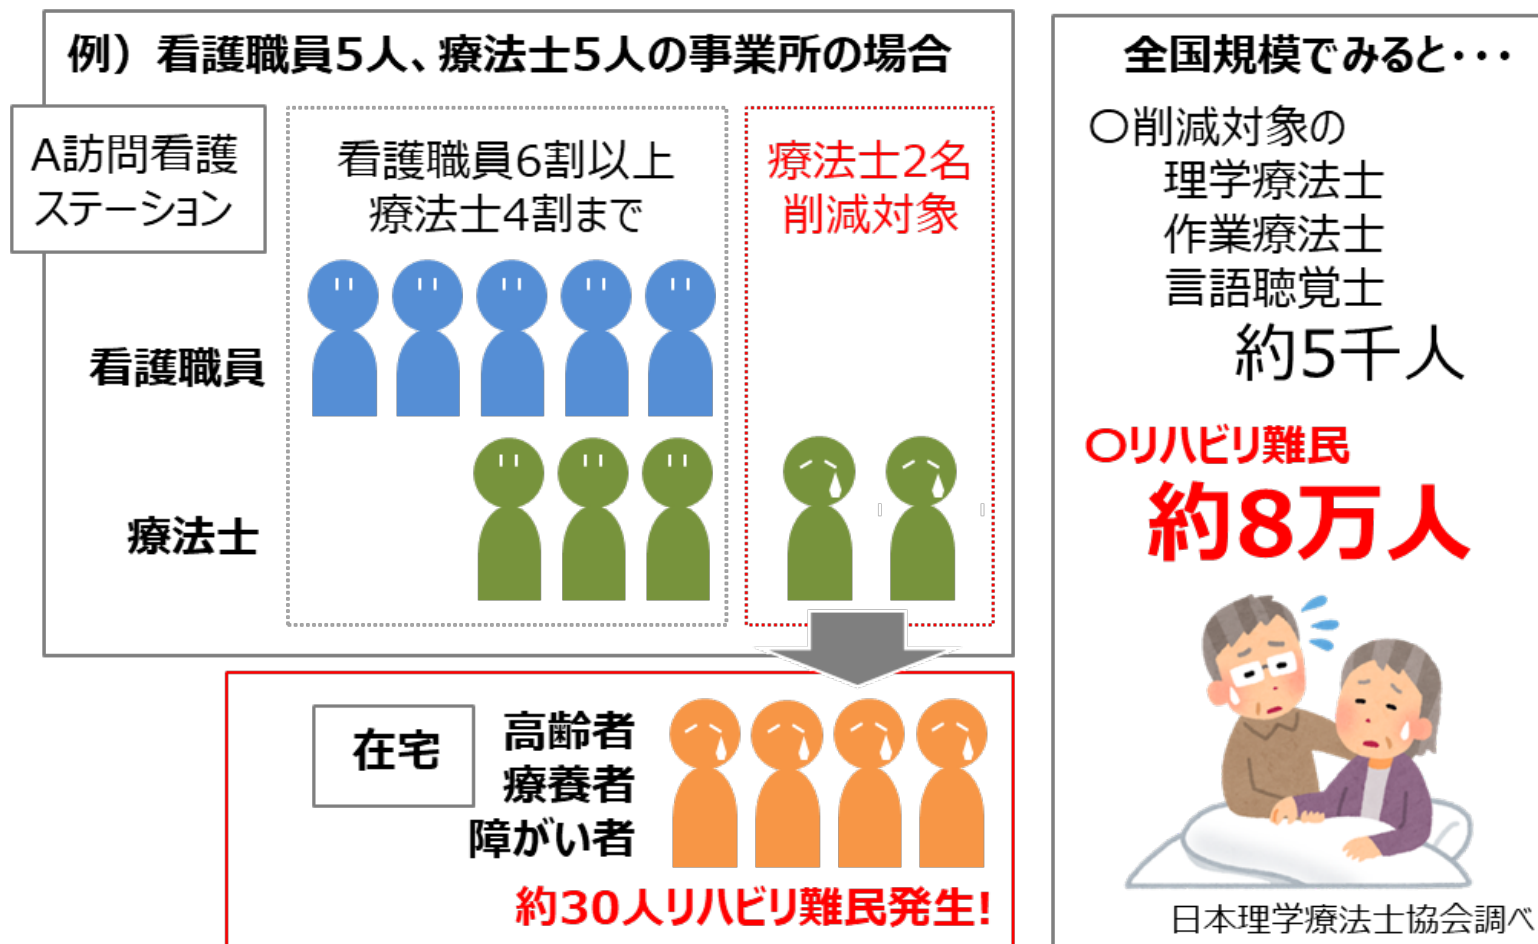 例）看護職員5人、療法士5人の事業所の場合
A訪問看護
ステーション
看護職員6割以上
療法士4割まで
療法士2名
削減対象
看護職員
療法士
在宅
高齢者
療養者
障がい者
約30人リハビリ難民発生!
全国規模でみると・・・
〇削減対象の
理学療法士
作業療法士
言語聴覚士
約5千人
〇リハビリ難民
約8万人
日本理学療法士協会調べ